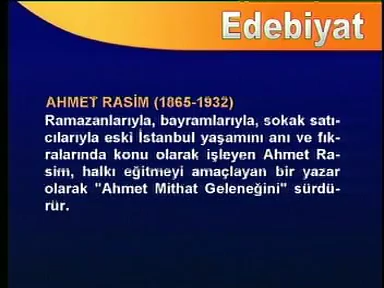 Edebiyat
AHMET RASİM (1865-1932)
Ramazanlarıyla, bayramlarıyla, sokak satı-
cılarıyla eski İstanbul yaşamını anı ve fık-
ralarında konu olarak işleyen Ahmet Ra-
sim, halkı eğitmeyi amaçlayan bir yazar
olarak "Ahmet Mithat Geleneğini" sürdü-
rür.